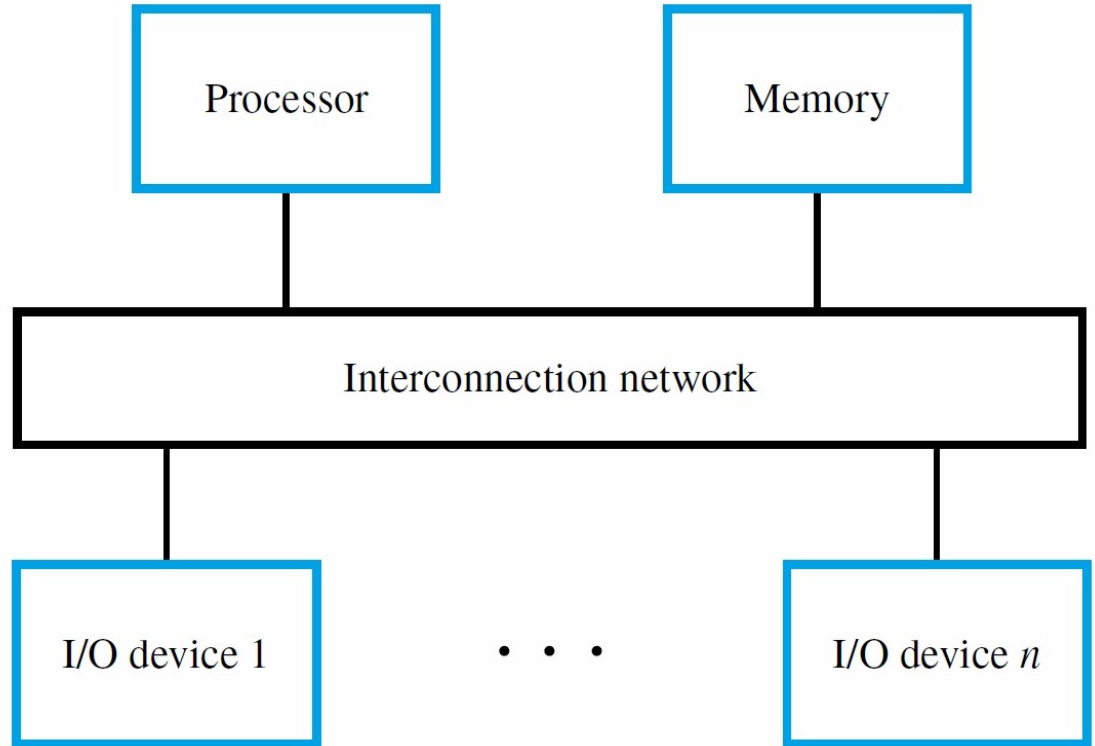 Processor
Memory
Interconnection network
I/O device 1
. . .
I/O device n